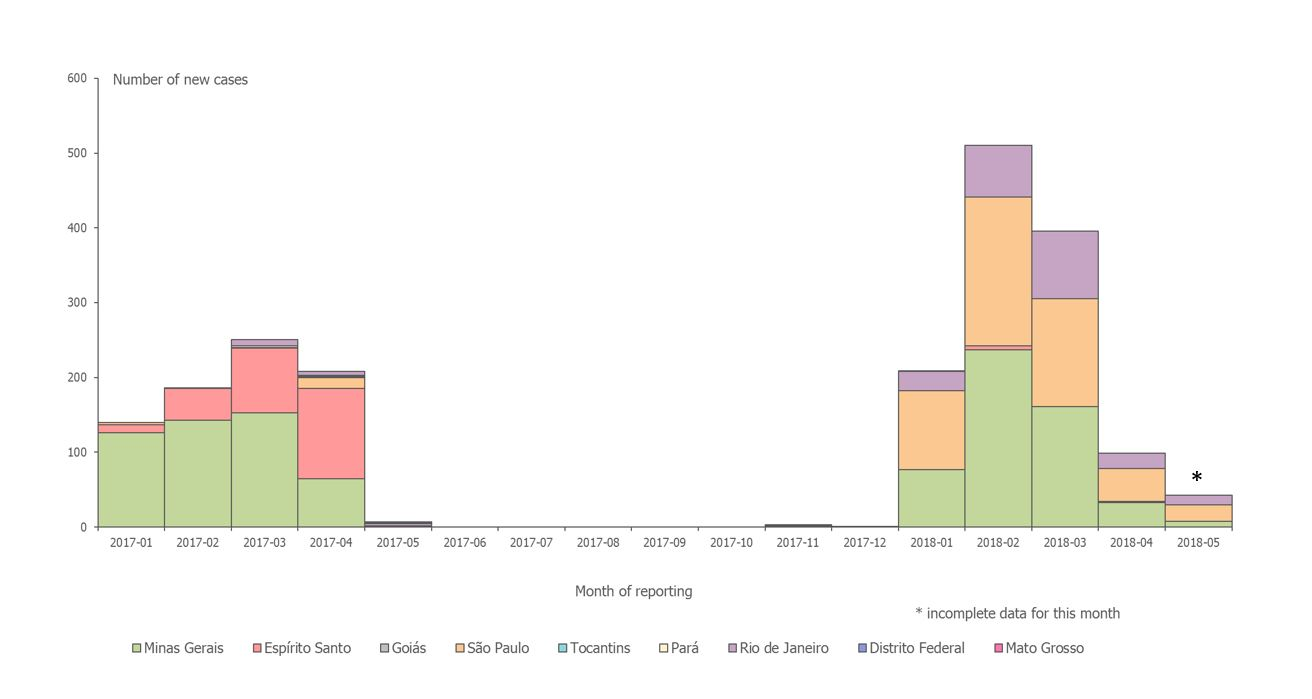 Number of new cases
600
500
400
300
200
100
0
*
2017-01 2017-02 2017-03 2017-04 2017-05 2017-06 2017-07 2017-08 2017-09 2017-10 2017-11 2017-12 2018-01 2018-02 2018-03 2018-04 2018-05
Month of reporting
* incomplete data for this month
Minas Gerais Espírito Santo Goiás São Paulo Tocantins Pará Rio de Janeiro Distrito Federal Mato Grosso